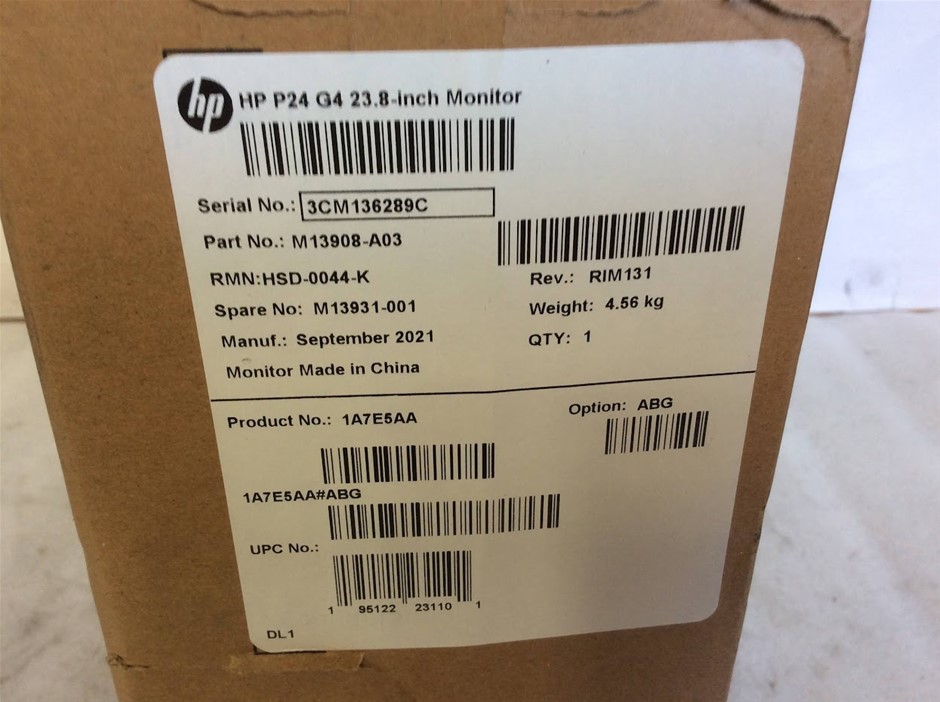 hp HP P24 G4 23.8-inch Monitor
Serial No.: 3CM136289C
Part No.: M13908-A03
RMN:HSD-0044-K Rev.: RIM131
Spare No: M13931-001 Weight: 4.56 kg
Manuf.: September 2021 QTY: 1
Monitor Made in China
Product No.: 1A7E5AA Option: ABG
1A7E5AA#ABG
UPC No.:
1 95122 23110 1
DL1